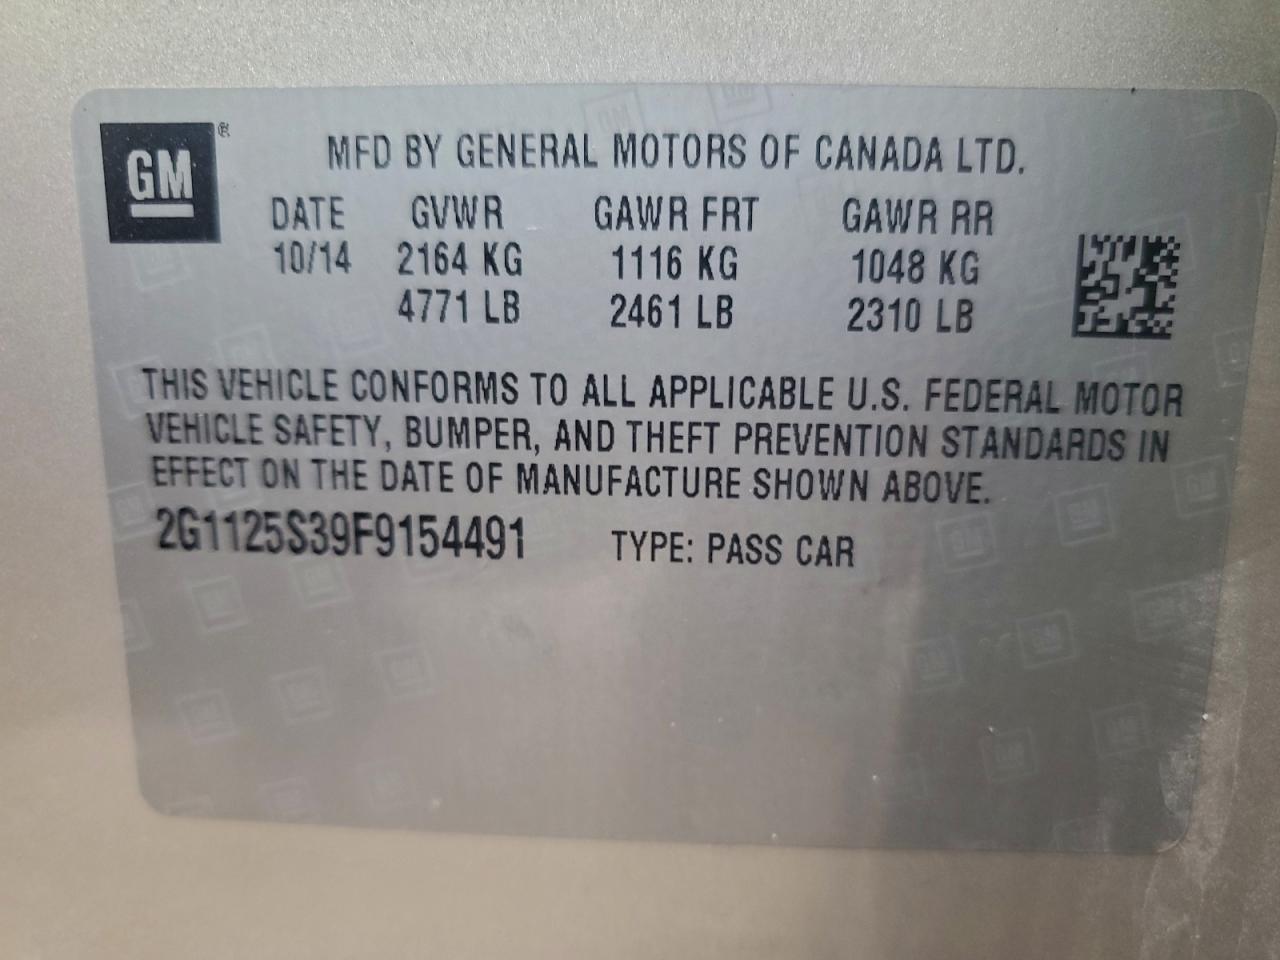 GM®
MFD BY GENERAL MOTORS OF CANADA LTD.
DATE GVWR GAWR FRT GAWR RR
10/14 2164 KG 1116 KG 1048 KG
4771 LB 2461 LB 2310 LB
THIS VEHICLE CONFORMS TO ALL APPLICABLE U.S. FEDERAL MOTOR
VEHICLE SAFETY, BUMPER, AND THEFT PREVENTION STANDARDS IN
EFFECT ON THE DATE OF MANUFACTURE SHOWN ABOVE.
2G1125S39F9154491 TYPE: PASS CAR